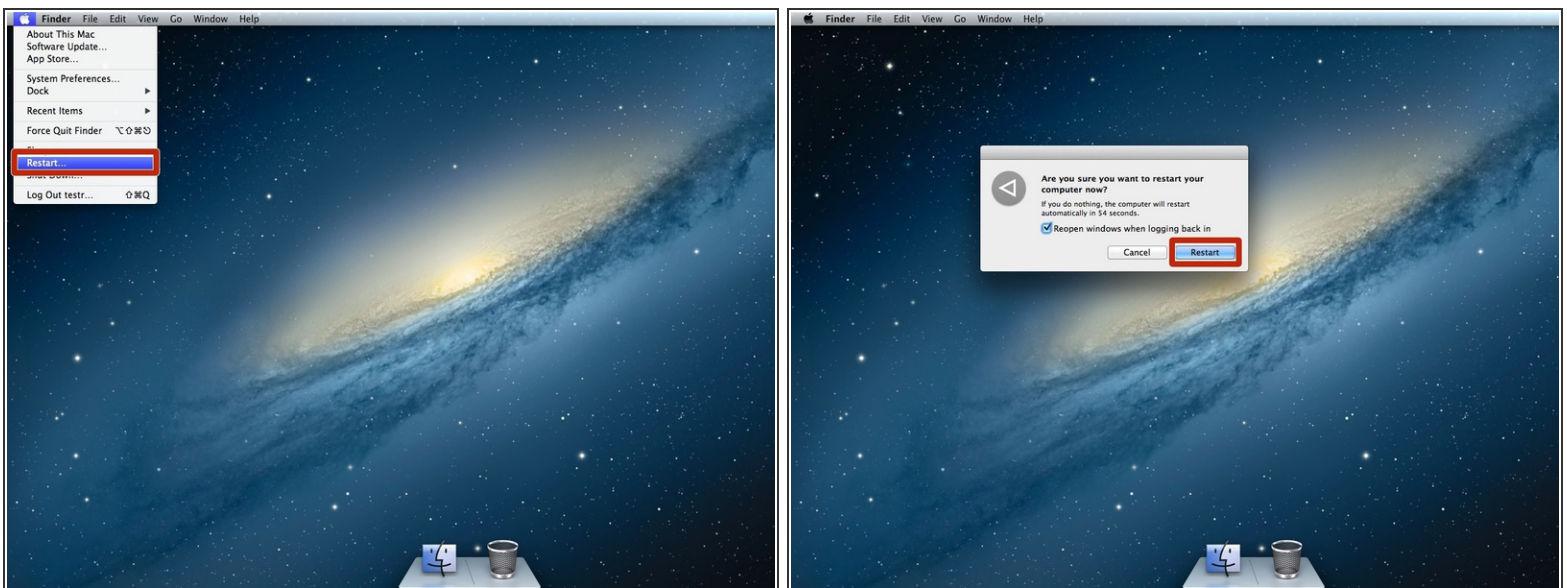 Finder File Edit View Go Window Help
About This Mac
Software Update...
App Store...
System Preferences...
Dock
Recent Items
Force Quit Finder ⌥⇧⌘⎋
Restart...
Shut Down...
Log Out testr... ⇧⌘Q
Finder File Edit View Go Window Help
Are you sure you want to restart your
computer now?
If you do nothing, the computer will restart
automatically in 54 seconds.
Reopen windows when logging back in
Cancel Restart